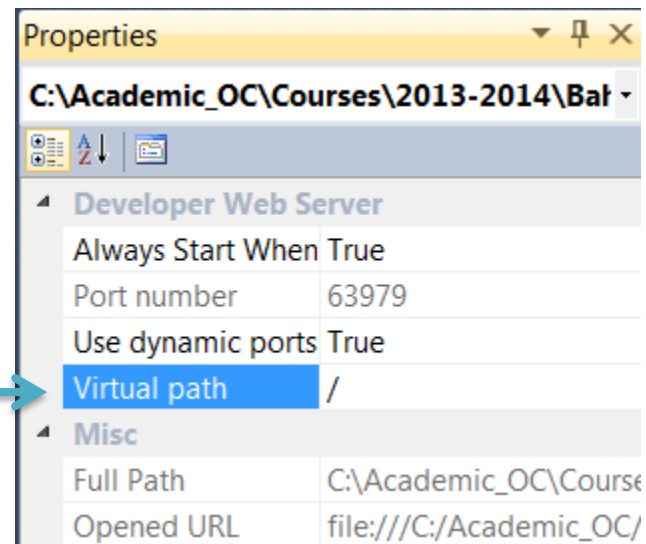 Properties
C:\Academic_OC\Courses\2013-2014\Bah
A Z
Developer Web Server
Always Start When True
Port number 63979
Use dynamic ports True
Virtual path /
Misc
Full Path C:\Academic_OC\Course
Opened URL file:///C:/Academic_OC/